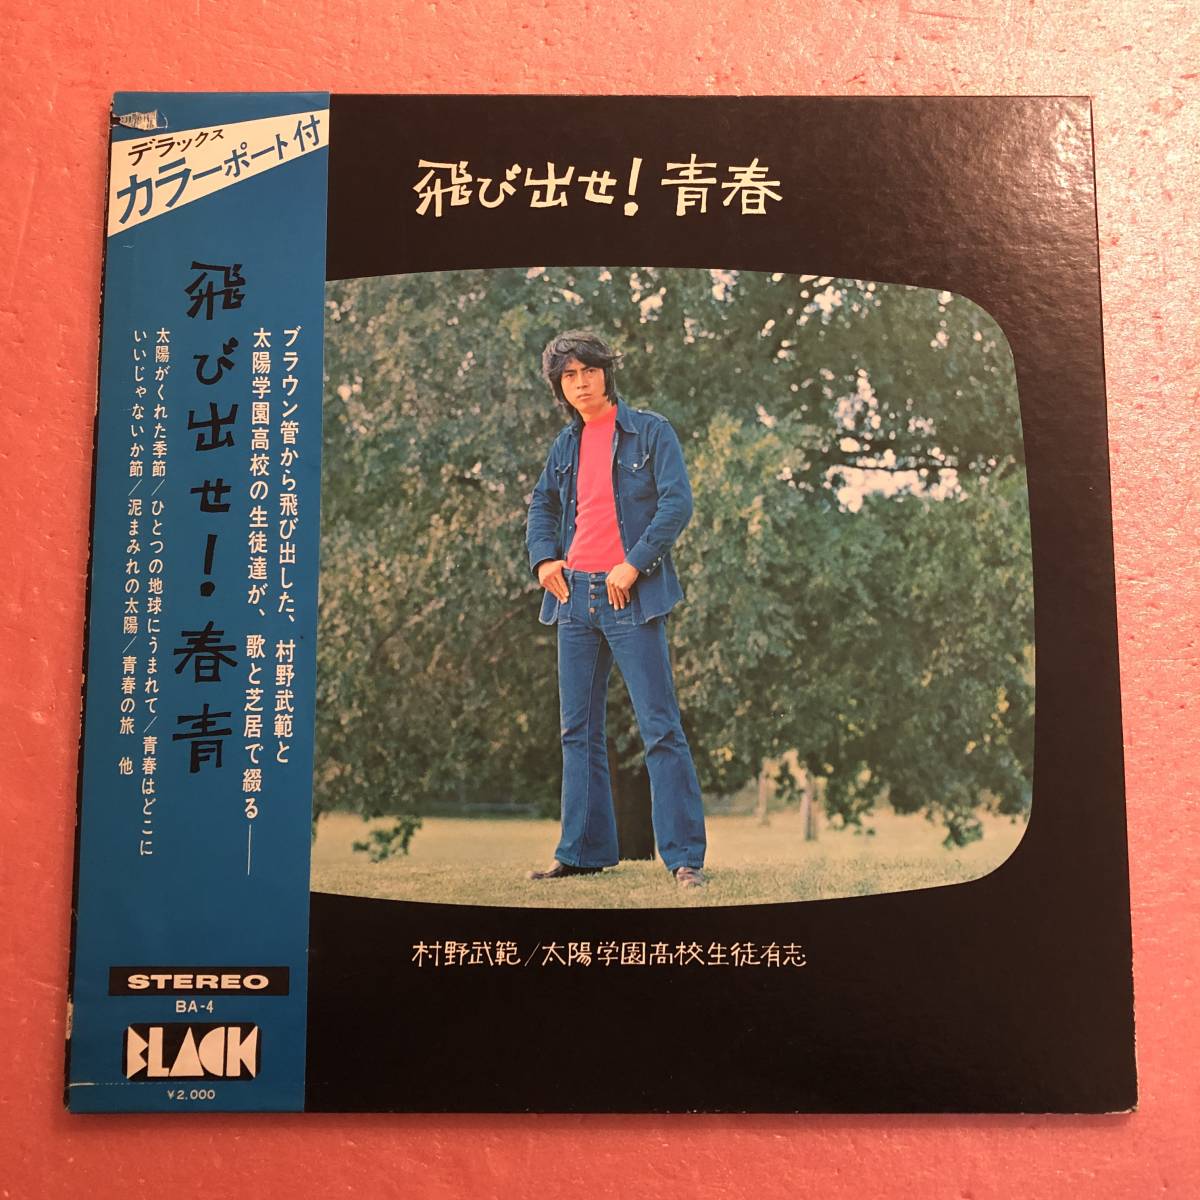 デラックス
カラーポート付
飛び出せ!青春
ブラウン管から飛び出した、村野武範と
太陽学園高校の生徒達が、歌と芝居で綴る——
飛び出せ!春青
太陽がくれた季節/ひとつの地球にうまれて/青春はどこに
いいじゃないか節/泥まみれの太陽/青春の旅 他
村野武範/太陽学園高校生徒有志
STEREO
BA-4
BLACK
¥2,000